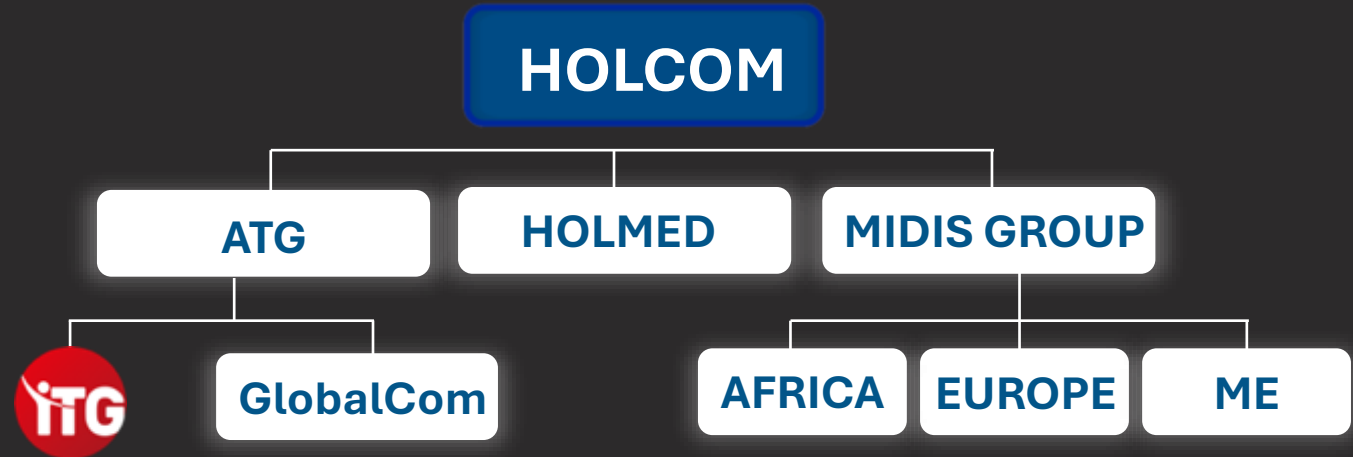 HOLCOM
ATG
HOLMED
MIDIS GROUP
ITG
GlobalCom
AFRICA
EUROPE
ME